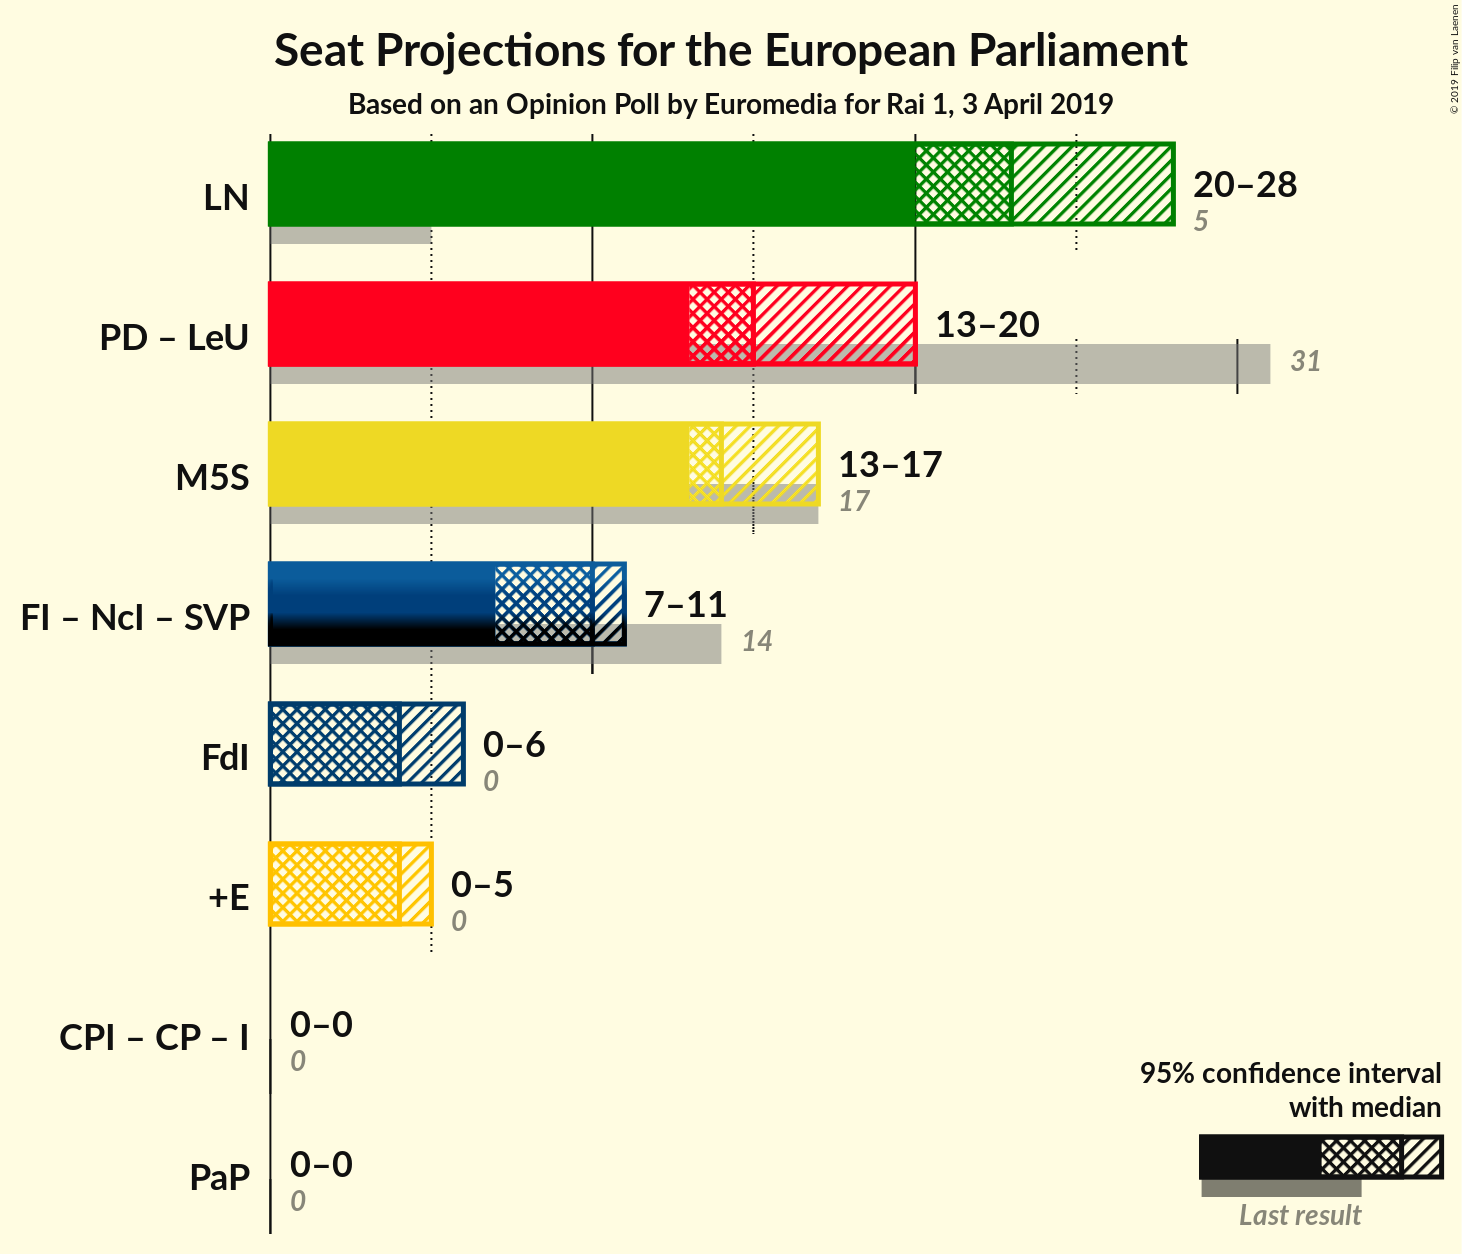 Seat Projections for the European Parliament
Based on an Opinion Poll by Euromedia for Rai 1, 3 April 2019
© 2019 Filip van Laenen
LN
20–28
5
PD – LeU
13–20
31
M5S
13–17
17
FI – NcI – SVP
7–11
14
FdI
0–6
0
+E
0–5
0
CPI – CP – I
0–0
0
PaP
0–0
0
95% confidence interval
with median
Last result